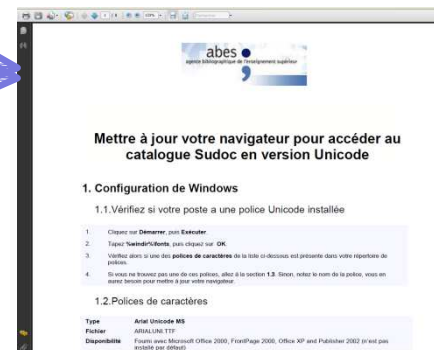 abes
agence bibliographique de l'enseignement supérieur
Mettre à jour votre navigateur pour accéder au
catalogue Sudoc en version Unicode
1. Configuration de Windows
1.1.Vérifiez si votre poste a une police Unicode installée
1. Cliquez sur Démarrer, puis Exécuter.
2. Tapez %windir%\fonts, puis cliquez sur OK.
3. Vérifiez alors si une des polices de caractères de la liste ci-dessous est présente dans votre répertoire de
polices.
4. Si vous ne trouvez pas une de ces polices, allez à la section 1.3. Sinon, notez le nom de la police, vous en
aurez besoin pour mettre à jour votre navigateur.
1.2.Polices de caractères
Type Arial Unicode MS
Fichier ARIALUNI.TTF
Disponibilité Fourni avec Microsoft Office 2000, FrontPage 2000, Office XP and Publisher 2002 (n'est pas
installé par défaut)